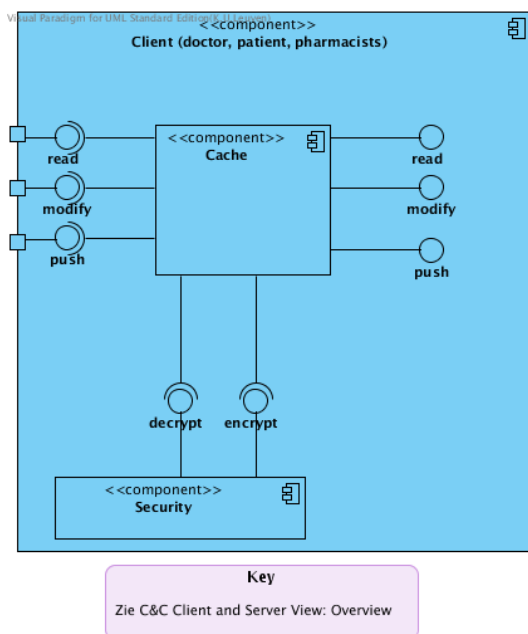 Visual Paradigm for UML Standard Edition(K.U.Leuven)
<<component>>
Client (doctor, patient, pharmacists)
<<component>>
Cache
read
read
modify
modify
push
push
decrypt
encrypt
<<component>>
Security
Key
Zie C&C Client and Server View: Overview